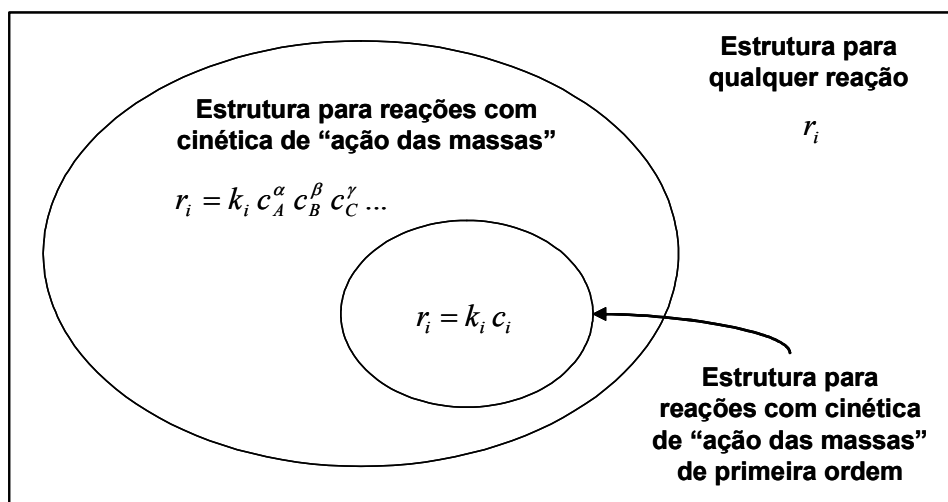 Estrutura para
qualquer reação
r_i
Estrutura para reações com
cinética de “ação das massas”
r_i = k_i c_A^α c_B^β c_C^γ ...
r_i = k_i c_i
Estrutura para
reações com cinética
de “ação das massas”
de primeira ordem